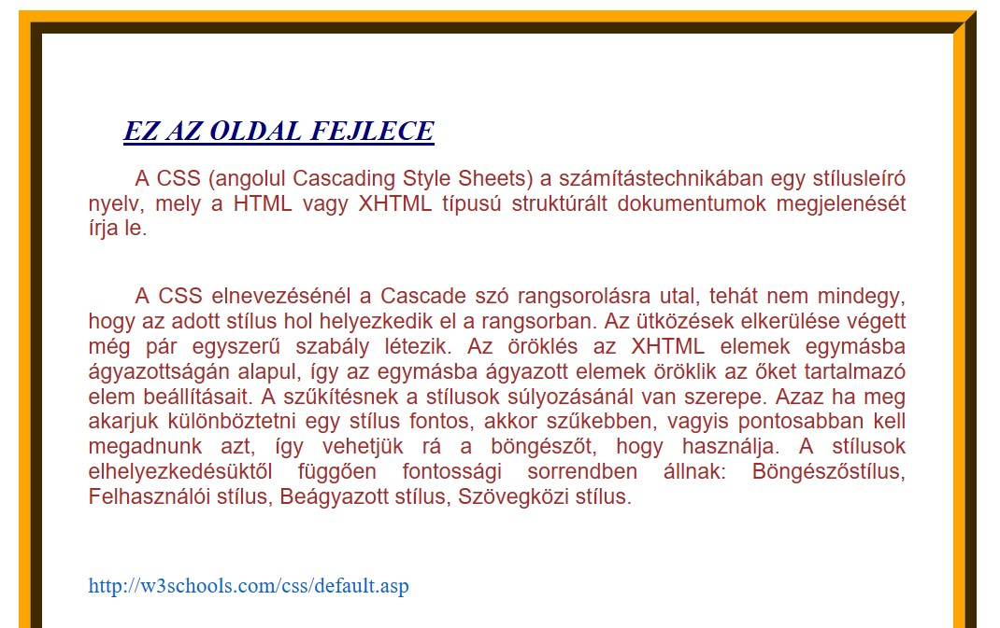 EZ AZ OLDAL FEJLECE
A CSS (angolul Cascading Style Sheets) a számítástechnikában egy stílusleíró
nyelv, mely a HTML vagy XHTML típusú struktúrált dokumentumok megjelenését
írja le.
A CSS elnevezésénél a Cascade szó rangsorolásra utal, tehát nem mindegy,
hogy az adott stílus hol helyezkedik el a rangsorban. Az ütközések elkerülése végett
még pár egyszerű szabály létezik. Az öröklés az XHTML elemek egymásba
ágyazottságán alapul, így az egymásba ágyazott elemek öröklik az őket tartalmazó
elem beállításait. A szűkítésnek a stílusok súlyozásánál van szerepe. Azaz ha meg
akarjuk különböztetni egy stílus fontos, akkor szűkebben, vagyis pontosabban kell
megadnunk azt, így vehetjük rá a böngészőt, hogy használja. A stílusok
elhelyezkedésüktől függően fontossági sorrendben állnak: Böngészőstílus,
Felhasználói stílus, Beágyazott stílus, Szövegközi stílus.
http://w3schools.com/css/default.asp